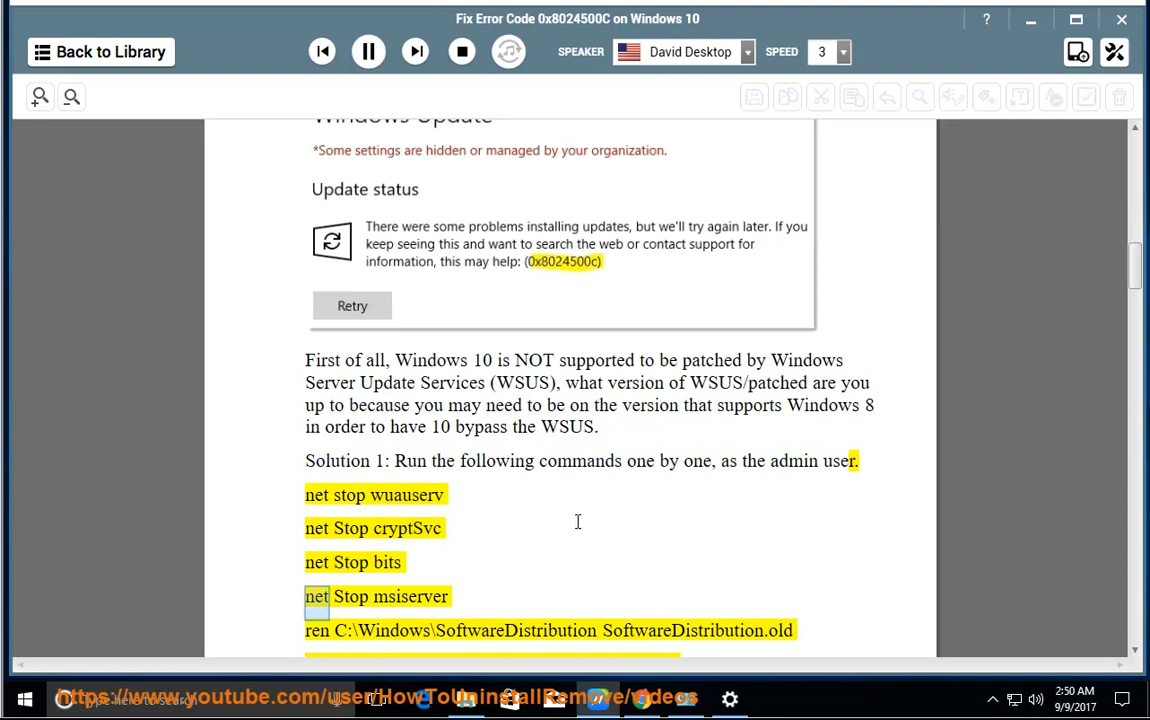 Fix Error Code 0x8024500C on Windows 10
?
Back to Library
SPEAKER
David Desktop
SPEED
3
Windows Update
*Some settings are hidden or managed by your organization.
Update status
There were some problems installing updates, but we'll try again later. If you
keep seeing this and want to search the web or contact support for
information, this may help: (0x8024500c)
Retry
First of all, Windows 10 is NOT supported to be patched by Windows
Server Update Services (WSUS), what version of WSUS/patched are you
up to because you may need to be on the version that supports Windows 8
in order to have 10 bypass the WSUS.
Solution 1: Run the following commands one by one, as the admin user.
net stop wuauserv
net Stop cryptSvc
net Stop bits
net Stop msiserver
ren C:\Windows\SoftwareDistribution SoftwareDistribution.old
Type here to search
https://www.youtube.com/user/HowToUninstallRemove/videos
2:50 AM
9/9/2017